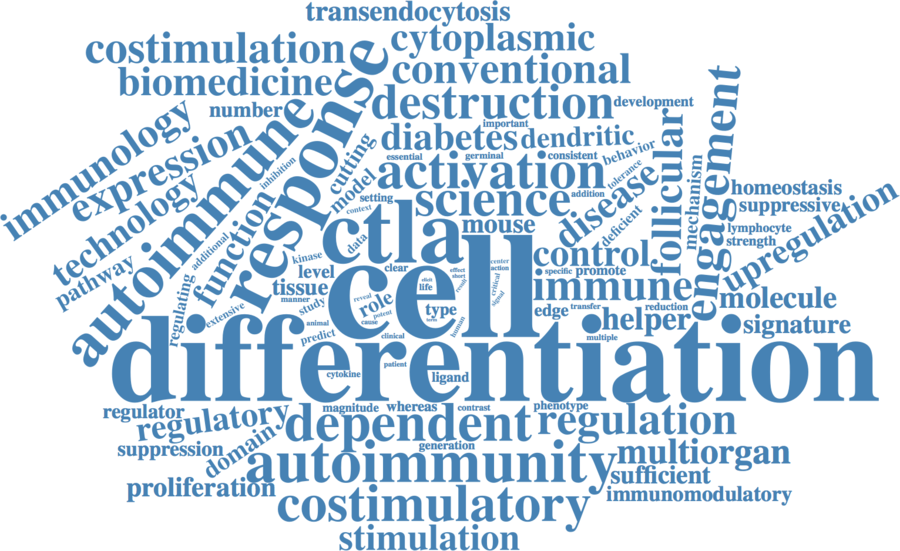 transendocytosis
costimulation
cytoplasmic
biomedicine
conventional
number
response
destruction
development
immunology
expression
autoimmune
inhibition
cutting
diabetes
important
dendritic
essential
germinal
consistent
behavior
engagement
technology
model
activation
tolerance
follicular
mechanism
homeostasis
setting
science
addition
disease
suppressive
context
ctla
mouse
deficient
lymphocyte
strength
upregulation
pathway
function
additional
data
control
kinase
level
clear
cell
effect
short
center
action
specific
promote
tissue
elicit
life
result
critical
signal
immune
molecule
regulating
extensive
manner
study
reveal
role
potent
type
term
human
edge
transfer
reduction
helper
signature
animal
cause
predict
clinical
multiple
differentiation
patient
cytokine
ligand
regulator
regulatory
magnitude
whereas
contrast
phenotype
dependent
regulation
suppression
domain
generation
autoimmunity
multiorgan
sufficient
proliferation
costimulatory
immunomodulatory
stimulation